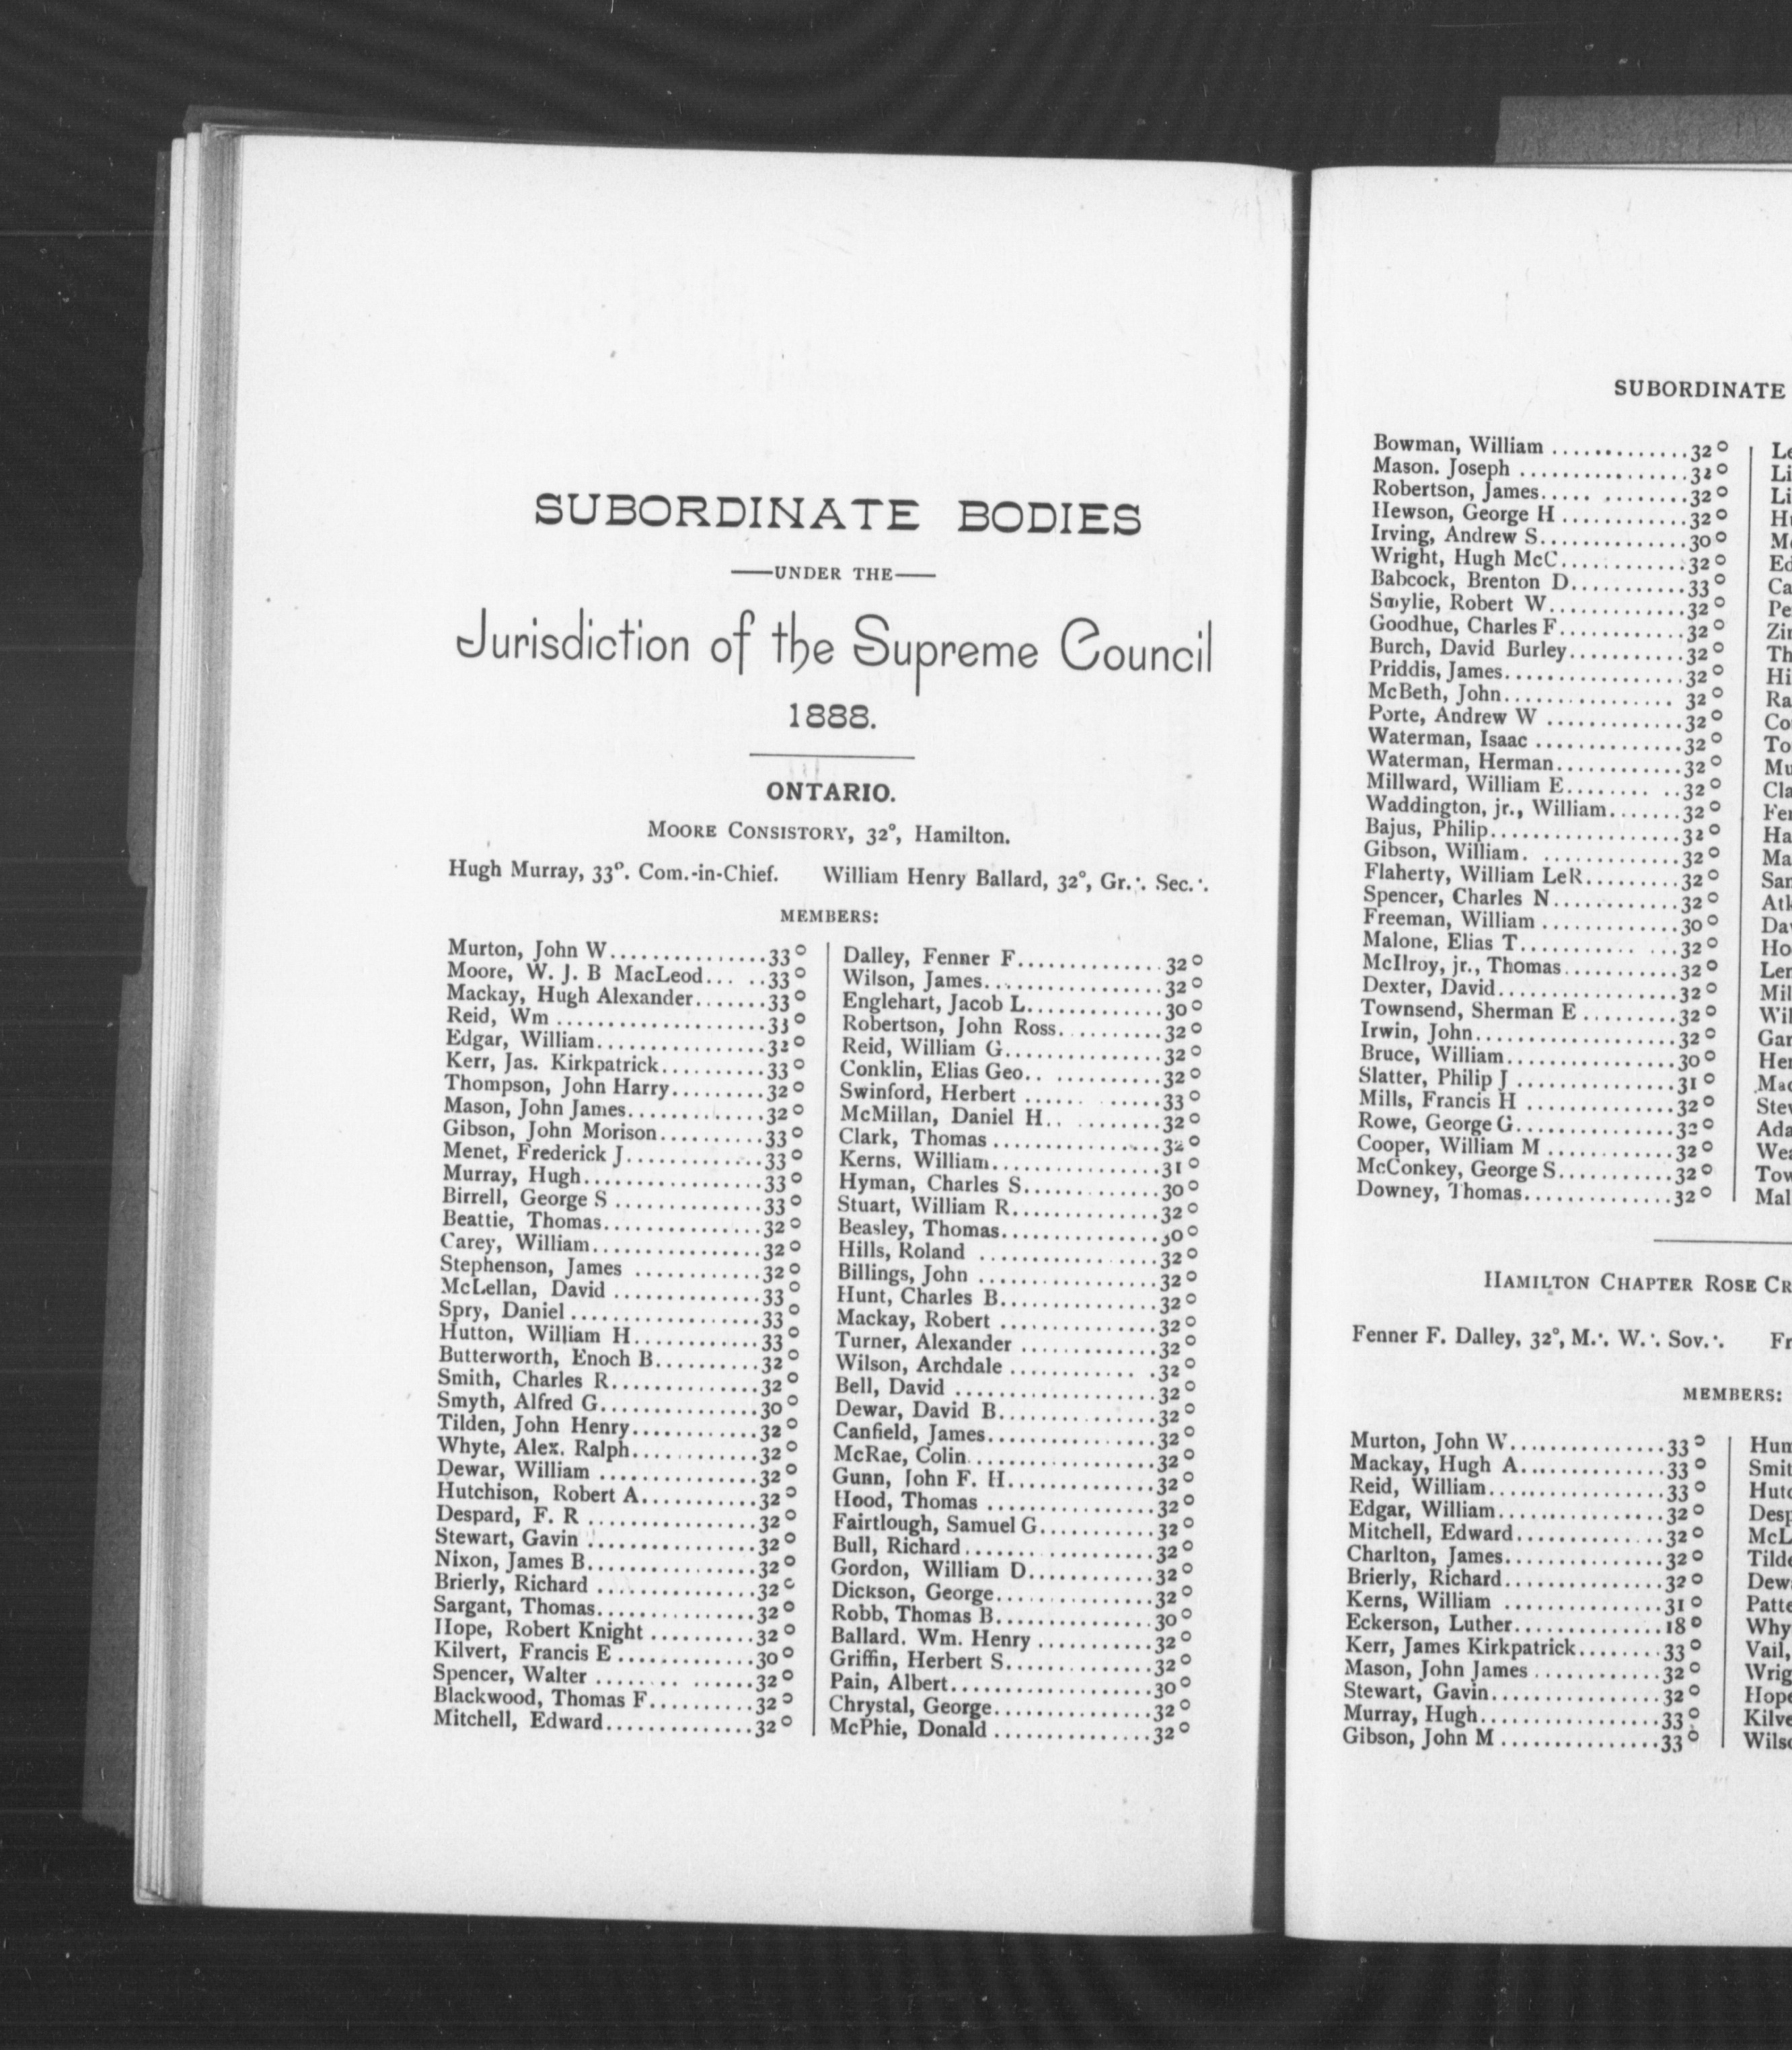 SUBORDINATE BODIES
——UNDER THE——
Jurisdiction of the Supreme Council
1888.
ONTARIO.
MOORE CONSISTORY, 32°, Hamilton.
Hugh Murray, 33°. Com.-in-Chief. William Henry Ballard, 32°, Gr.∴ Sec.∴
MEMBERS:
Murton, John W................33°
Moore, W. J. B MacLeod... ..33°
Mackay, Hugh Alexander.......33°
Reid, Wm .....................33°
Edgar, William.................32°
Kerr, Jas. Kirkpatrick..........33°
Thompson, John Harry.........32°
Mason, John James.............32°
Gibson, John Morison..........33°
Menet, Frederick J.............33°
Murray, Hugh..................33°
Birrell, George S ...............33°
Beattie, Thomas................32°
Carey, William.................32°
Stephenson, James ............32°
McLellan, David ..............33°
Spry, Daniel ...................33°
Hutton, William H............33°
Butterworth, Enoch B..........32°
Smith, Charles R...............32°
Smyth, Alfred G................30°
Tilden, John Henry............32°
Whyte, Alex. Ralph............32°
Dewar, William ................32°
Hutchison, Robert A...........32°
Despard, F. R .................32°
Stewart, Gavin .................32°
Nixon, James B.................32°
Brierly, Richard ................32°
Sargant, Thomas................32°
Hope, Robert Knight ..........32°
Kilvert, Francis E ..............30°
Spencer, Walter ........ ......32°
Blackwood, Thomas F..........32°
Mitchell, Edward...............32°
Dalley, Fenner F...............32°
Wilson, James..................32°
Englehart, Jacob L.............30°
Robertson, John Ross..........32°
Reid, William G................32°
Conklin, Elias Geo.. ..........32°
Swinford, Herbert ...... ......33°
McMillan, Daniel H.. ........32°
Clark, Thomas .................32°
Kerns, William.................31°
Hyman, Charles S..............30°
Stuart, William R..............32°
Beasley, Thomas................30°
Hills, Roland ..................32°
Billings, John ..................32°
Hunt, Charles B................32°
Mackay, Robert ................32°
Turner, Alexander .............32°
Wilson, Archdale ............ .32°
Bell, David ....................32°
Dewar, David B................32°
Canfield, James.................32°
McRae, Colin...................32°
Gunn, John F. H...............32°
Hood, Thomas .................32°
Fairtlough, Samuel G...........32°
Bull, Richard...................32°
Gordon, William D.............32°
Dickson, George................32°
Robb, Thomas B................30°
Ballard. Wm. Henry ...........32°
Griffin, Herbert S...............32°
Pain, Albert....................30°
Chrystal, George................32°
McPhie, Donald ...............32°
SUBORDINATE
Bowman, William ..............32°
Mason. Joseph .................32°
Robertson, James..... ........32°
Hewson, George H ............32°
Irving, Andrew S...............30°
Wright, Hugh McC.............32°
Babcock, Brenton D............33°
Smylie, Robert W..............32°
Goodhue, Charles F............32°
Burch, David Burley...........32°
Priddis, James..................32°
McBeth, John................. 32°
Porte, Andrew W ..............32°
Waterman, Isaac ...............32°
Waterman, Herman............32°
Millward, William E........ ..32°
Waddington, jr., William.......32°
Bajus, Philip...................32°
Gibson, William. ..............32°
Flaherty, William LeR.........32°
Spencer, Charles N.............32°
Freeman, William ..............30°
Malone, Elias T........... ...32°
McIlroy, jr., Thomas...........32°
Dexter, David..................32°
Townsend, Sherman E .........32°
Irwin, John....................32°
Bruce, William.................30°
Slatter, Philip J ................31°
Mills, Francis H ...............32°
Rowe, George G................32°
Cooper, William M .............32°
McConkey, George S...........32°
Downey, Thomas...............32°
HAMILTON CHAPTER ROSE CR
Fenner F. Dalley, 32°, M.∴ W.∴ Sov.∴ Fr
MEMBERS:
Murton, John W................33°
Mackay, Hugh A...............33°
Reid, William..................33°
Edgar, William.................32°
Mitchell, Edward...............32°
Charlton, James................32°
Brierly, Richard................32°
Kerns, William ................31°
Eckerson, Luther...............18°
Kerr, James Kirkpatrick........33°
Mason, John James .............32°
Stewart, Gavin.................32°
Murray, Hugh..................33°
Gibson, John M ................33°